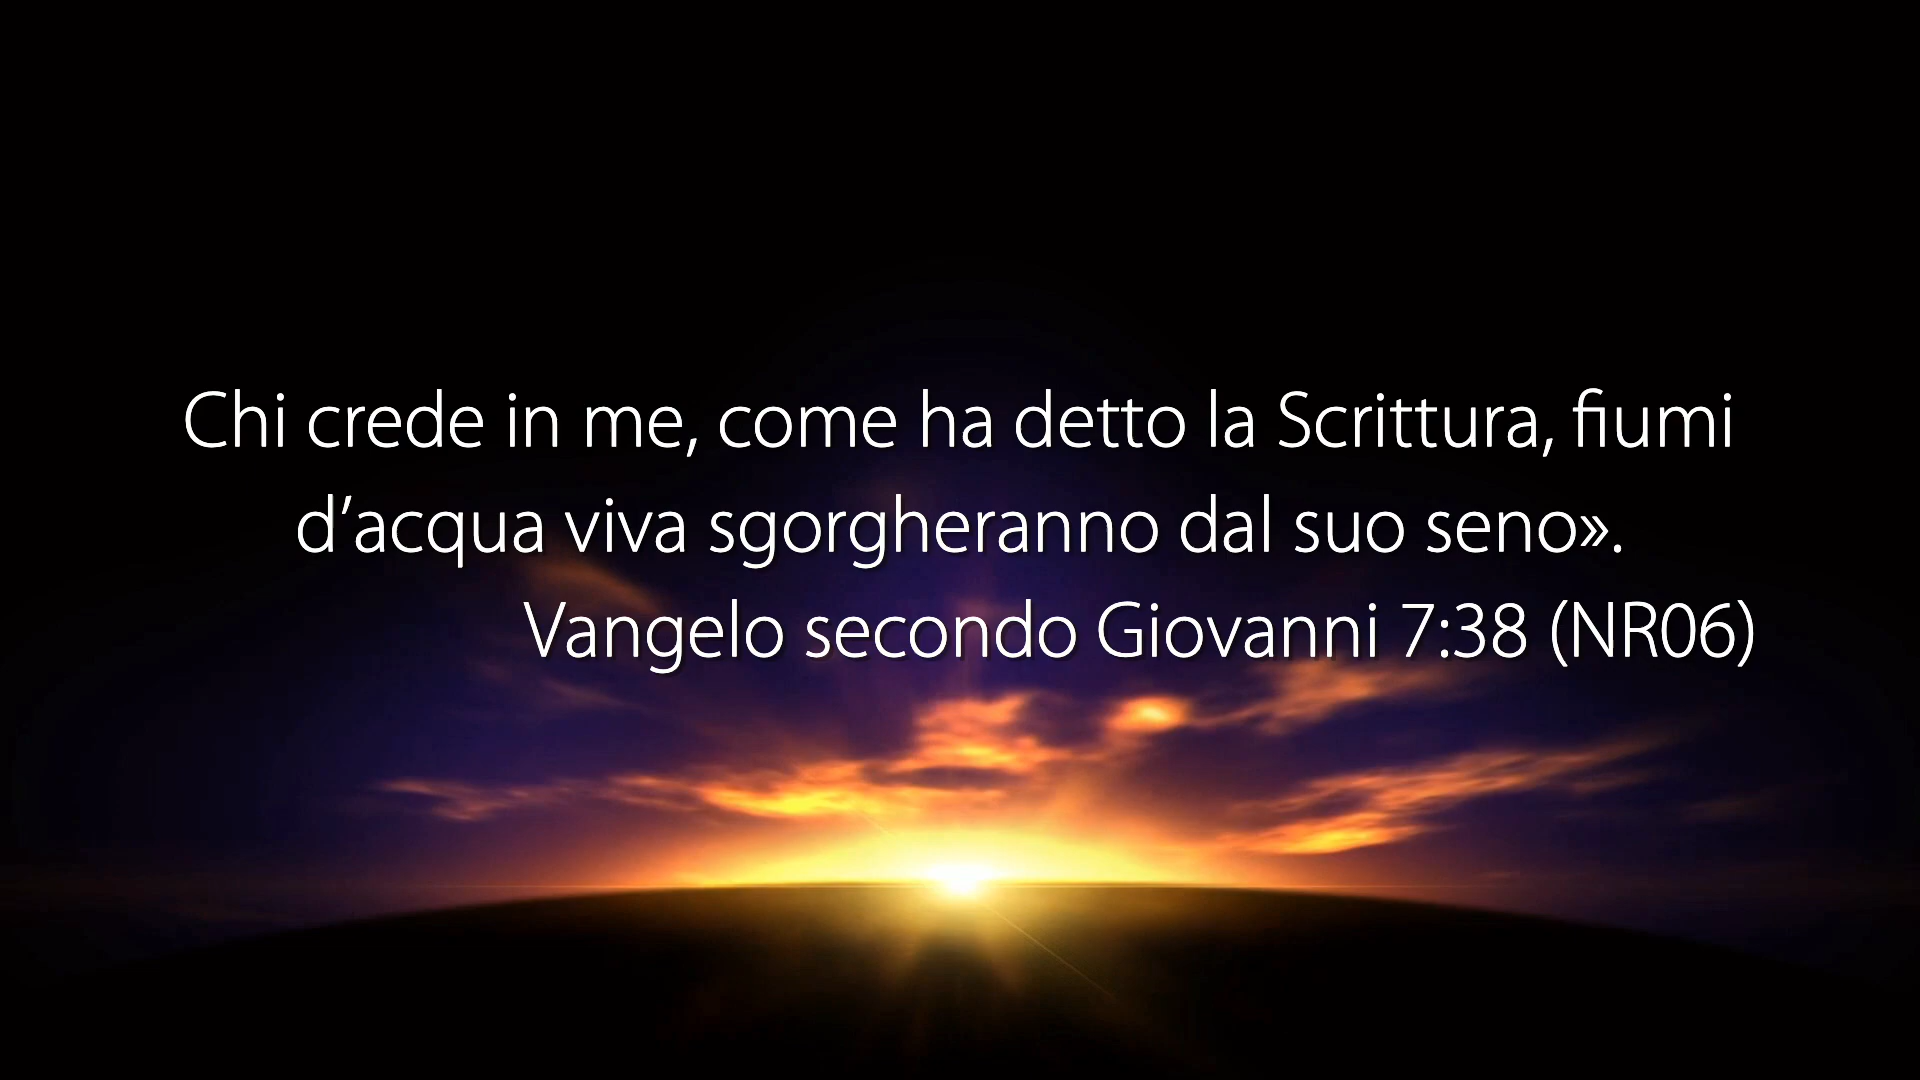 Chi crede in me, come ha detto la Scrittura, fiumi
d’acqua viva sgorgheranno dal suo seno».
Vangelo secondo Giovanni 7:38 (NR06)